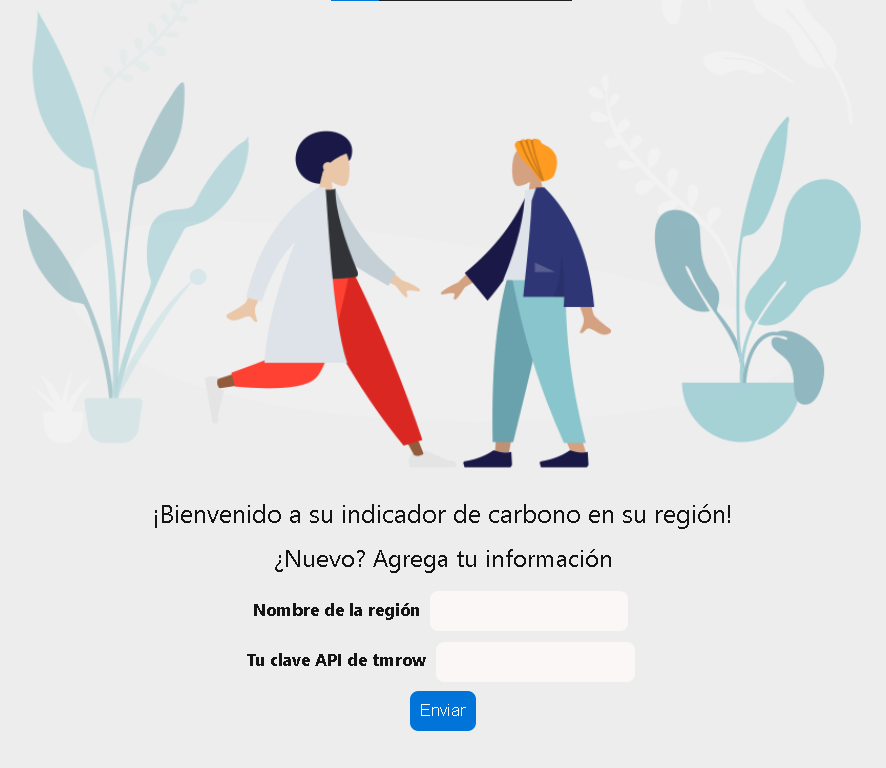 ¡Bienvenido a su indicador de carbono en su región!
¿Nuevo? Agrega tu información
Nombre de la región
Tu clave API de tmrow
Enviar